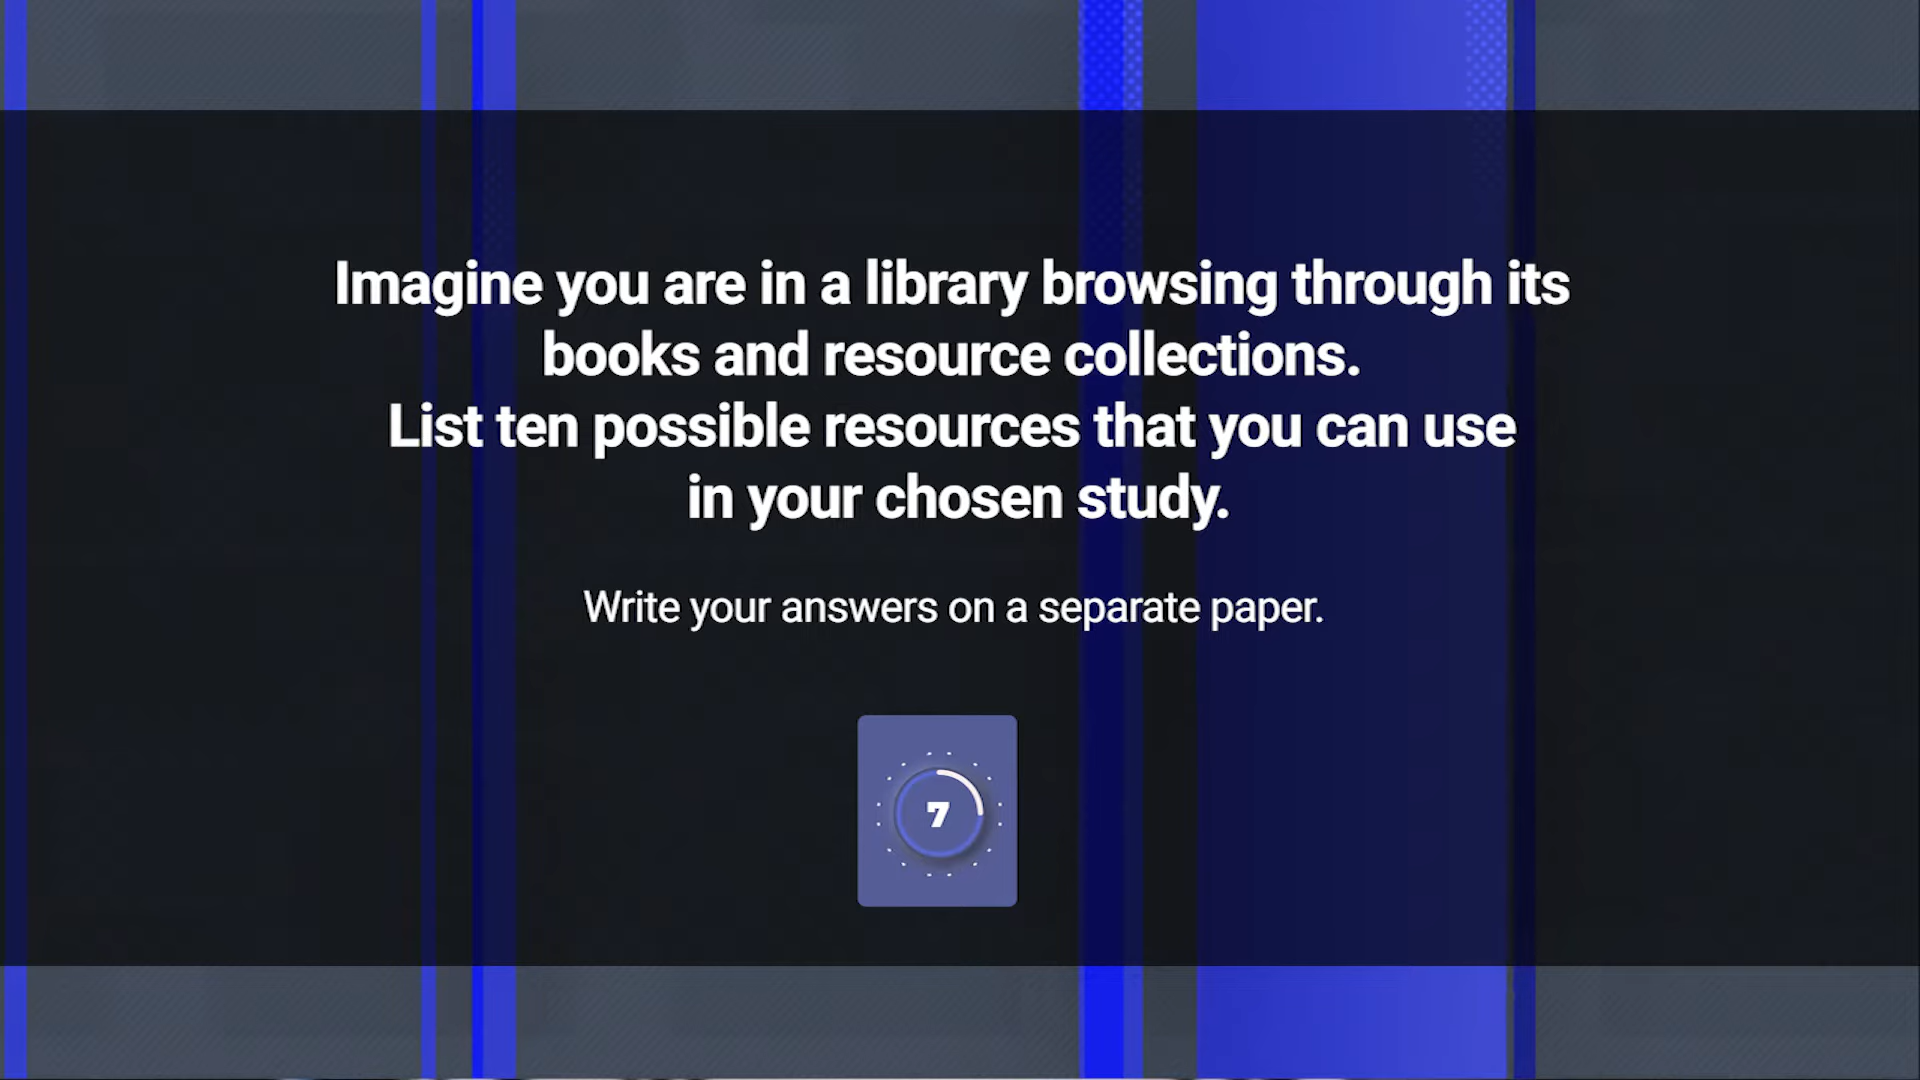 Imagine you are in a library browsing through its
books and resource collections.
List ten possible resources that you can use
in your chosen study.
Write your answers on a separate paper.
7